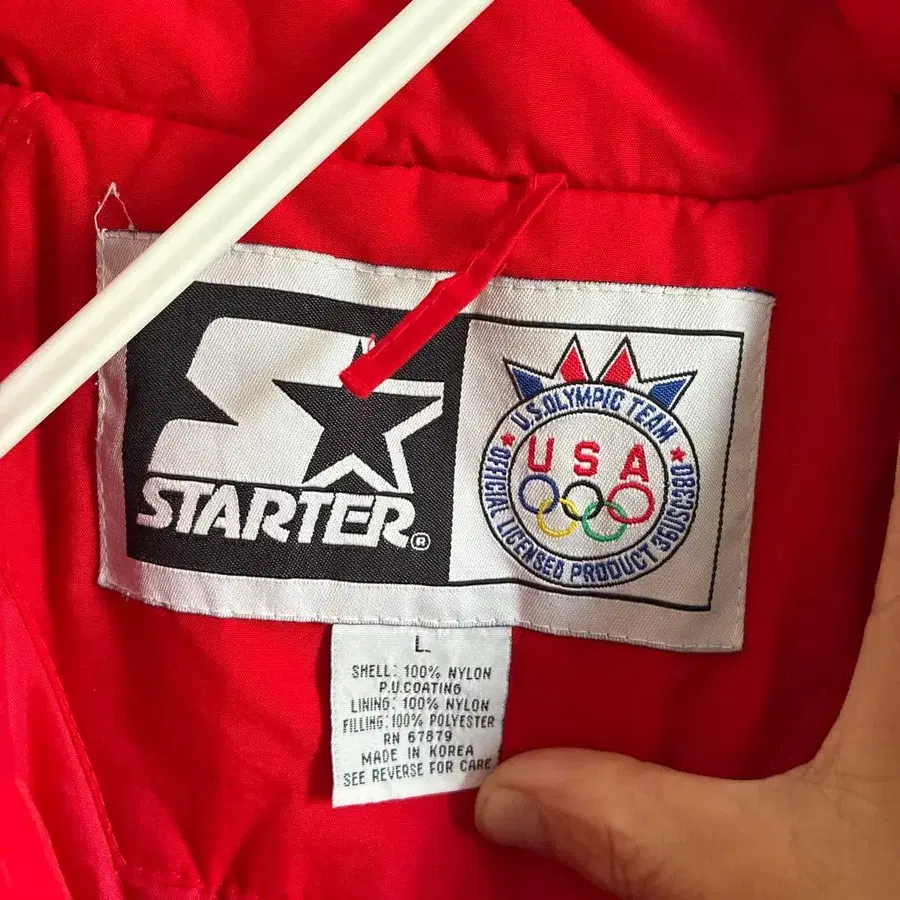 STARTER®
U.S. OLYMPIC TEAM
USA
OFFICIAL LICENSED PRODUCT 36USC380
L
SHELL: 100% NYLON
P.U.COATING
LINING: 100% NYLON
FILLING: 100% POLYESTER
RN 67879
MADE IN KOREA
SEE REVERSE FOR CARE